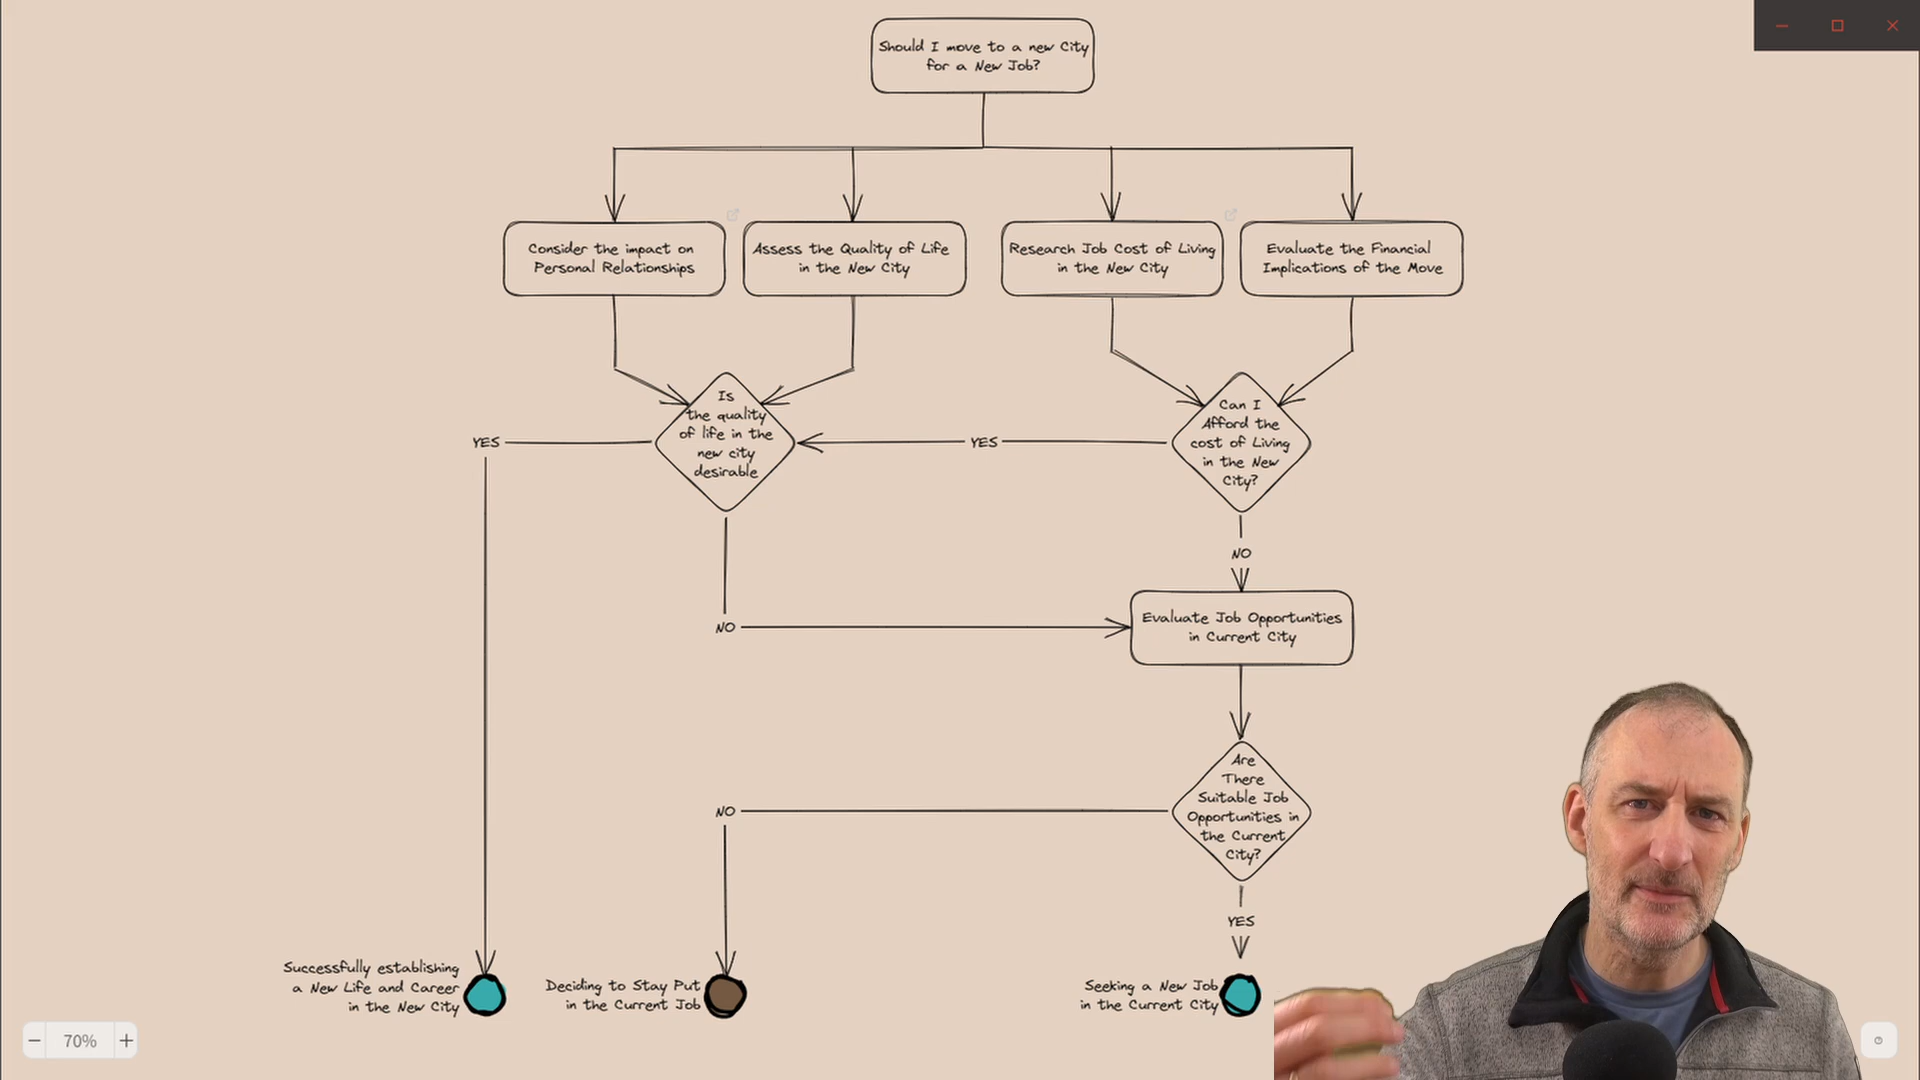 Should I move to a new City
for a New Job?
Consider the impact on
Personal Relationships
Assess the Quality of Life
in the New City
Research Job Cost of Living
in the New City
Evaluate the Financial
Implications of the Move
Is
the quality
of life in the
new city
desirable
Can I
Afford the
cost of Living
in the New
City?
YES
YES
NO
Evaluate Job Opportunities
in Current City
NO
Are
There
Suitable Job
Opportunities in
the Current
City?
NO
YES
Successfully establishing
a New Life and Career
in the New City
Deciding to Stay Put
in the Current Job
Seeking a New Job
in the Current City
70%